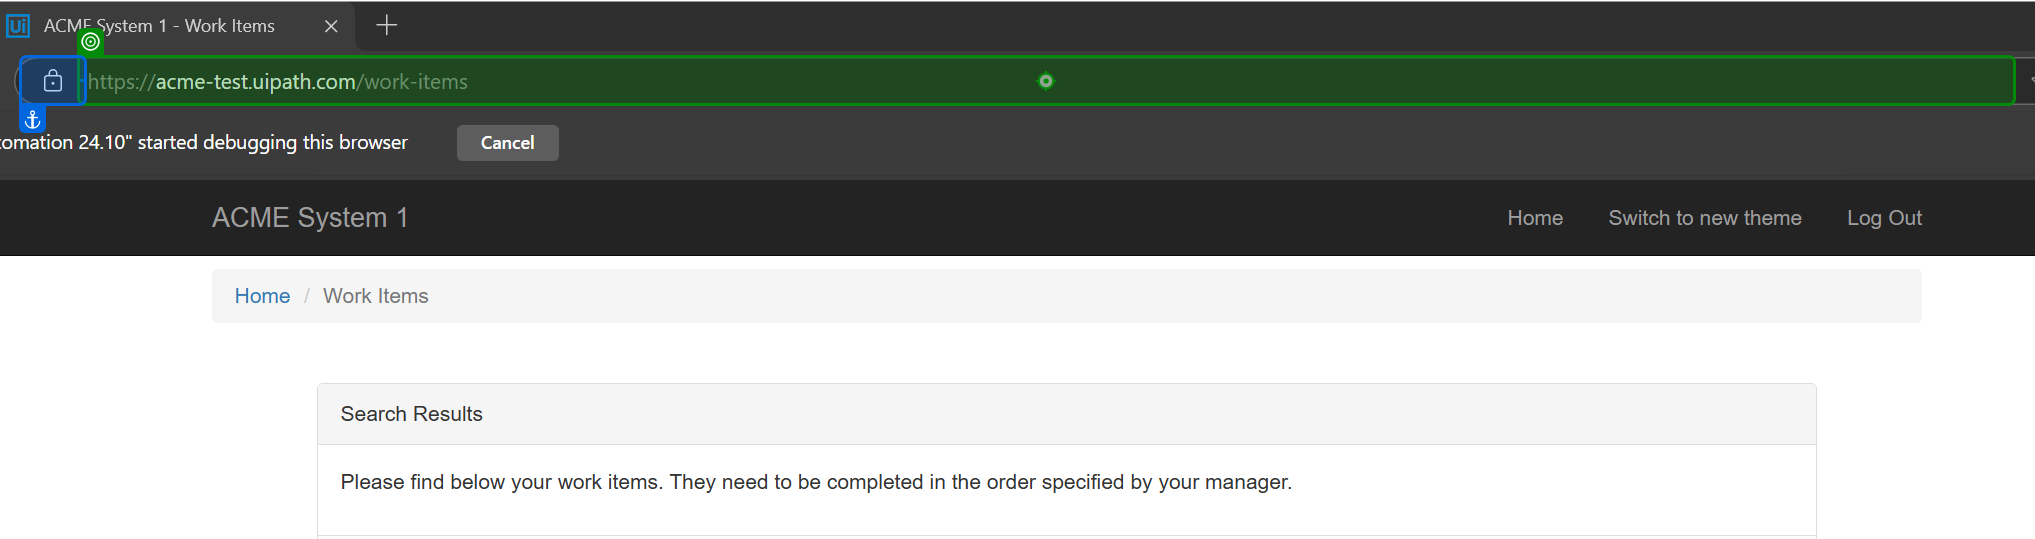 Ui ACME System 1 - Work Items
https://acme-test.uipath.com/work-items
omation 24.10" started debugging this browser Cancel
ACME System 1 Home Switch to new theme Log Out
Home / Work Items
Search Results
Please find below your work items. They need to be completed in the order specified by your manager.